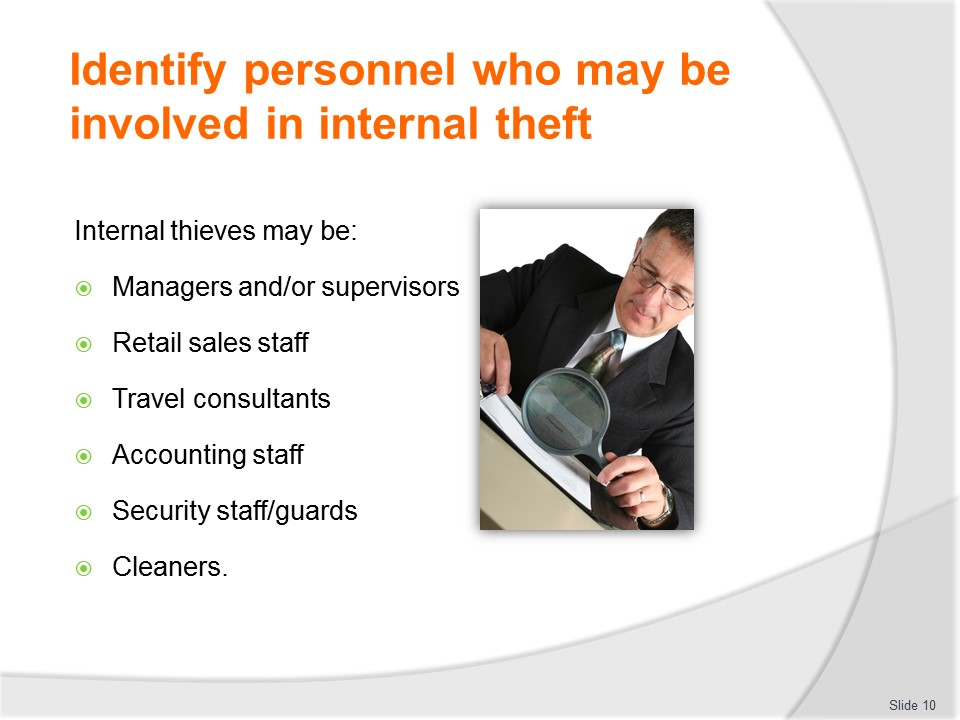 Identify personnel who may be
involved in internal theft
Internal thieves may be:
Managers and/or supervisors
Retail sales staff
Travel consultants
Accounting staff
Security staff/guards
Cleaners.
Slide 10